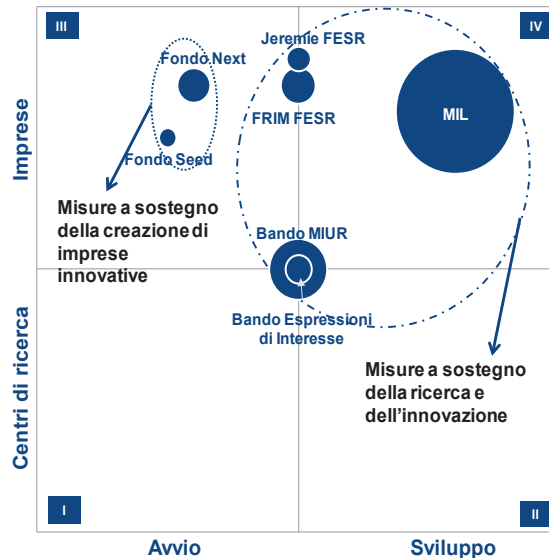 III
IV
Jeremie FESR
Fondo Next
FRIM FESR
MIL
Fondo Seed
Imprese
Misure a sostegno
della creazione di
imprese
innovative
Bando MIUR
Bando Espressioni
di Interesse
Misure a sostegno
della ricerca e
dell’innovazione
Centri di ricerca
I
II
Avvio
Sviluppo